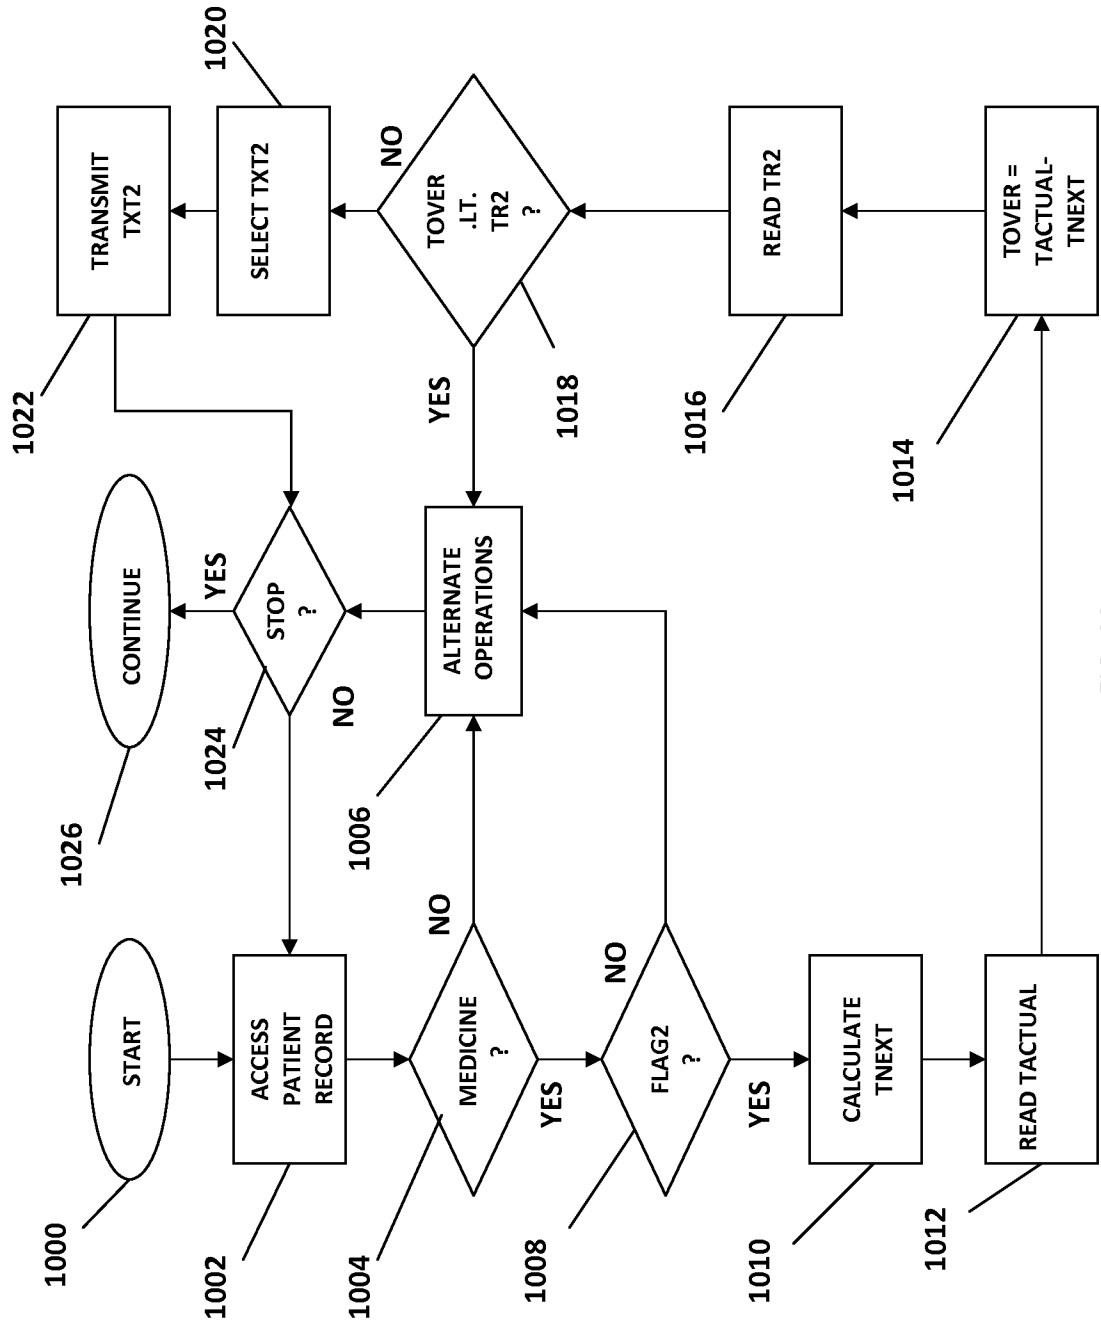 1000
START
1002
ACCESS
PATIENT
RECORD
1004
MEDICINE
?
NO
YES
1008
FLAG2
?
NO
YES
1010
CALCULATE
TNEXT
1012
READ TACTUAL
1026
CONTINUE
1024
STOP
?
YES
NO
1006
ALTERNATE
OPERATIONS
1022
TRANSMIT
TXT2
1020
SELECT TXT2
NO
TOVER
.LT.
TR2
?
YES
1018
1016
READ TR2
1014
TOVER =
TACTUAL-
TNEXT